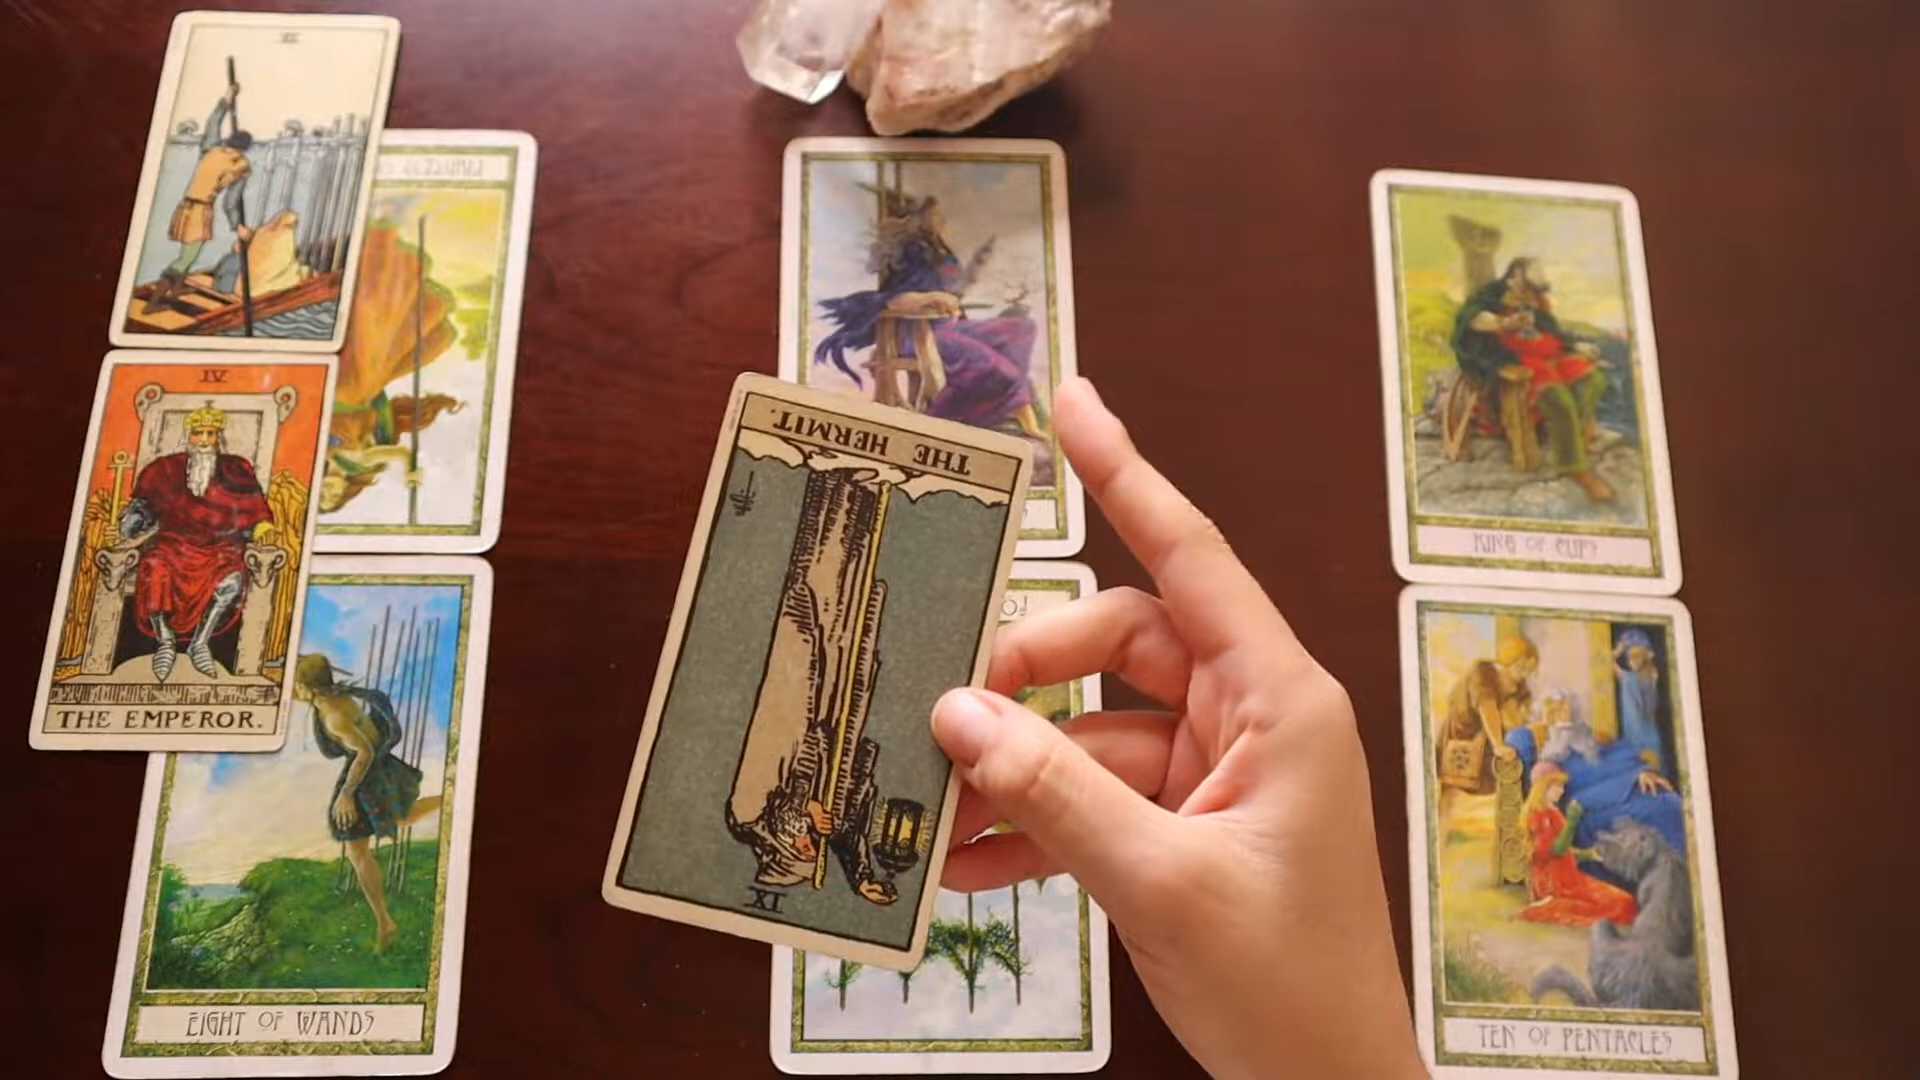 THE HERMIT.
IX
IV
THE EMPEROR.
EIGHT OF WANDS
KING OF CUPS
TEN OF PENTACLES